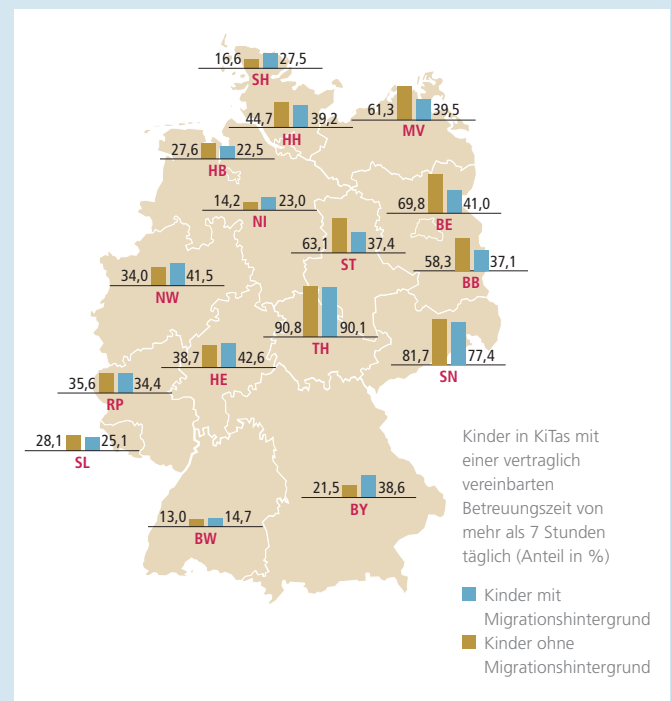 16,6 27,5
SH
44,7 39,2
HH
61,3 39,5
MV
27,6 22,5
HB
14,2 23,0
NI
69,8 41,0
BE
63,1 37,4
ST
58,3 37,1
BB
34,0 41,5
NW
90,8 90,1
TH
81,7 77,4
SN
38,7 42,6
HE
35,6 34,4
RP
28,1 25,1
SL
21,5 38,6
BY
13,0 14,7
BW
Kinder in KiTas mit
einer vertraglich
vereinbarten
Betreuungszeit von
mehr als 7 Stunden
täglich (Anteil in %)
Kinder mit
Migrationshintergrund
Kinder ohne
Migrationshintergrund